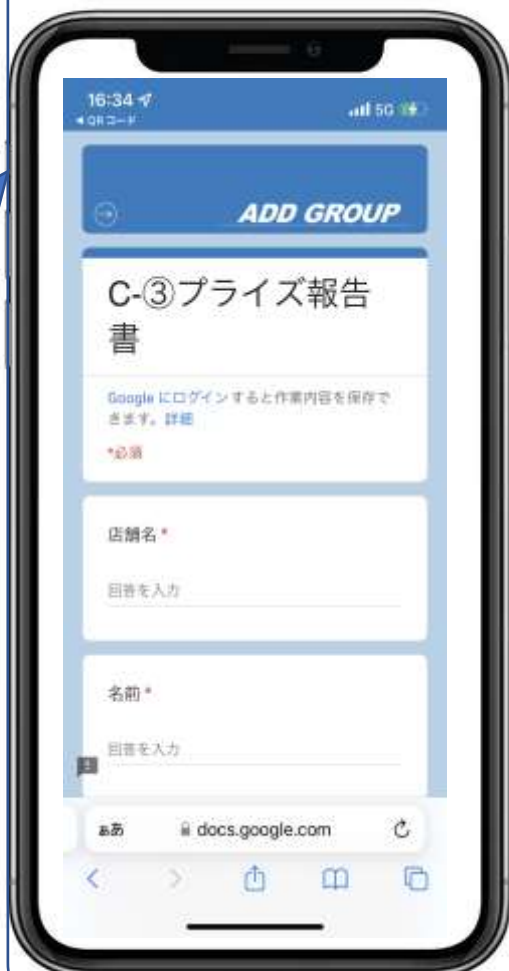 16:34
◀ QRコード
5G
ADD GROUP
C-③プライズ報告
書
Google にログインすると作業内容を保存で
きます。詳細
*必須
店舗名 *
回答を入力
名前 *
回答を入力
ぁあ docs.google.com